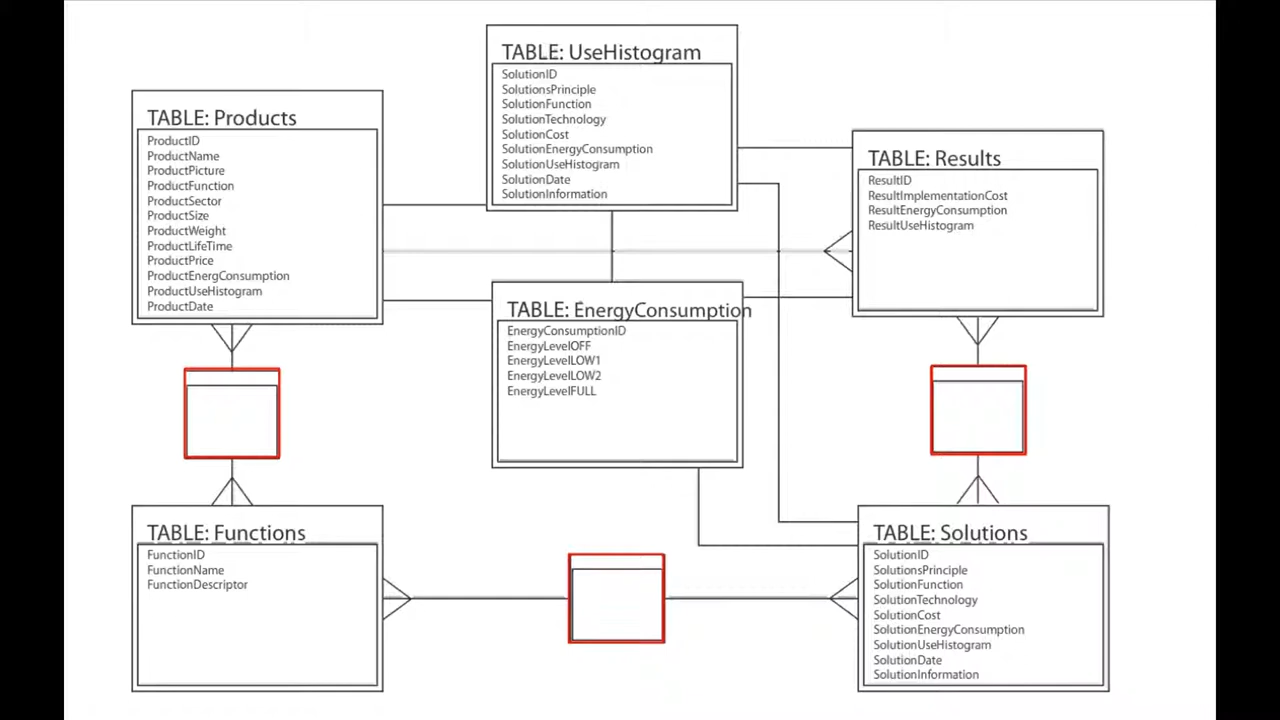 TABLE: UseHistogram
SolutionID
SolutionsPrinciple
SolutionFunction
SolutionTechnology
SolutionCost
SolutionEnergyConsumption
SolutionUseHistogram
SolutionDate
SolutionInformation
TABLE: Products
ProductID
ProductName
ProductPicture
ProductFunction
ProductSector
ProductSize
ProductWeight
ProductLifeTime
ProductPrice
ProductEnergConsumption
ProductUseHistogram
ProductDate
TABLE: Results
ResultID
ResultImplementationCost
ResultEnergyConsumption
ResultUseHistogram
TABLE: EnergyConsumption
EnergyConsumptionID
EnergyLevelOFF
EnergyLevelLOW1
EnergyLevelLOW2
EnergyLevelFULL
TABLE: Functions
FunctionID
FunctionName
FunctionDescriptor
TABLE: Solutions
SolutionID
SolutionsPrinciple
SolutionFunction
SolutionTechnology
SolutionCost
SolutionEnergyConsumption
SolutionUseHistogram
SolutionDate
SolutionInformation